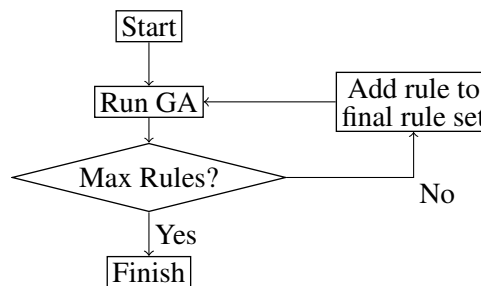 Start
Run GA
Add rule to
final rule set
Max Rules?
No
Yes
Finish